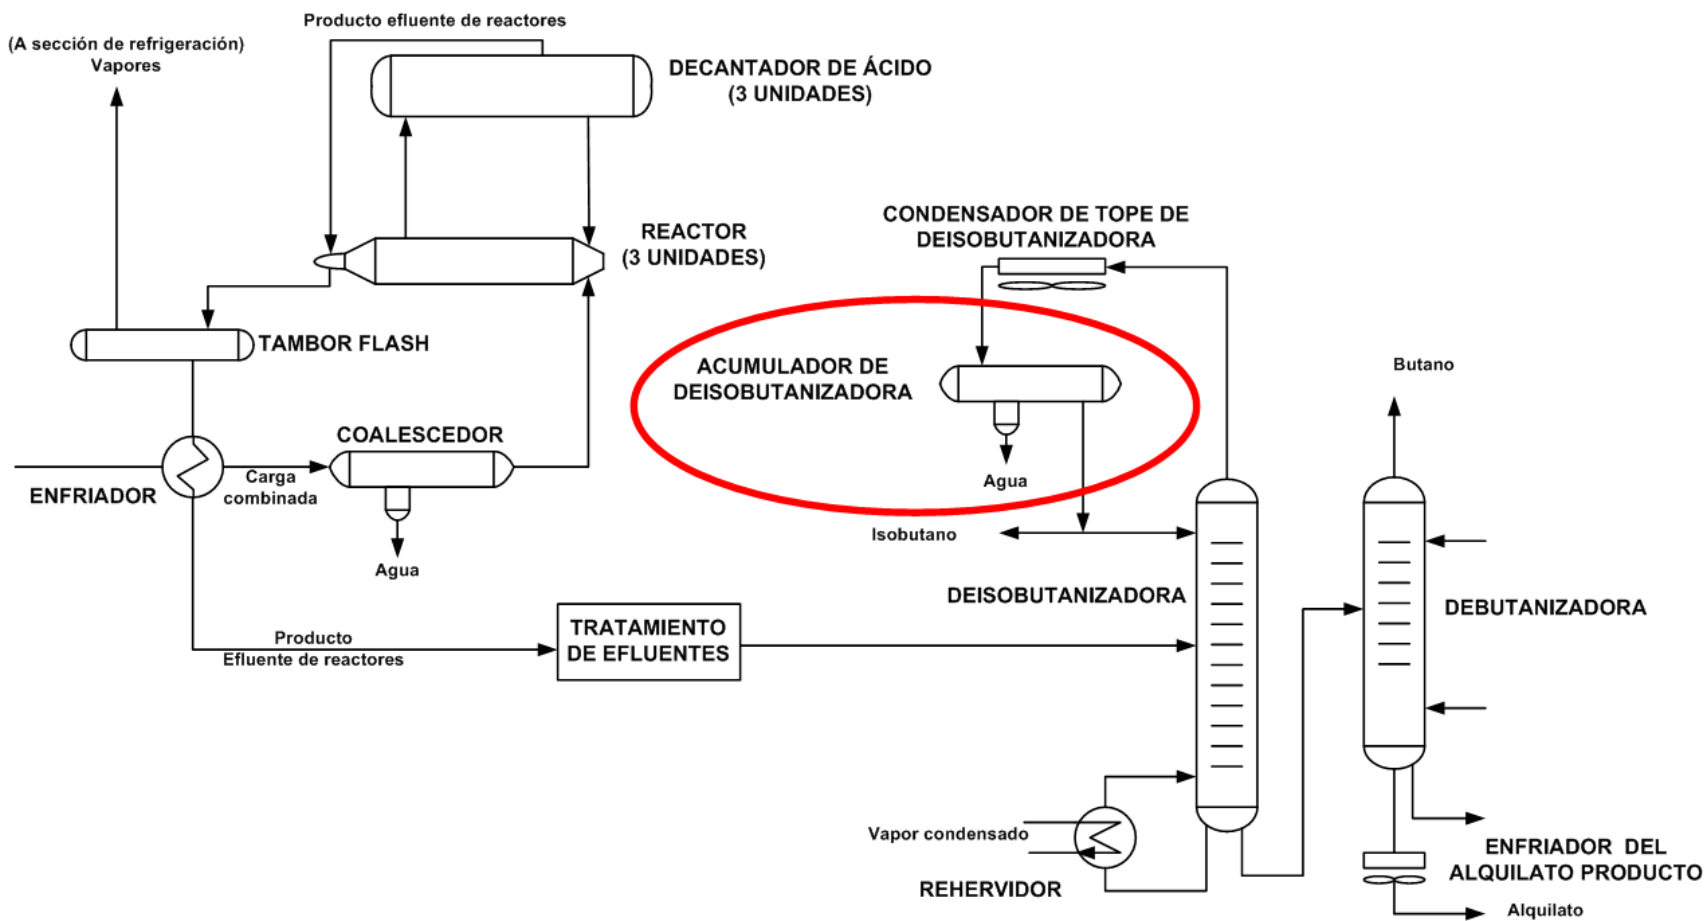 Producto efluente de reactores
(A sección de refrigeración)
Vapores
DECANTADOR DE ÁCIDO
(3 UNIDADES)
REACTOR
(3 UNIDADES)
CONDENSADOR DE TOPE DE
DEISOBUTANIZADORA
TAMBOR FLASH
ACUMULADOR DE
DEISOBUTANIZADORA
Butano
COALESCEDOR
ENFRIADOR
Carga
combinada
Agua
Agua
Isobutano
DEISOBUTANIZADORA
DEBUTANIZADORA
TRATAMIENTO
DE EFLUENTES
Producto
Efluente de reactores
Vapor condensado
REHERVIDOR
ENFRIADOR DEL
ALQUILATO PRODUCTO
Alquilato